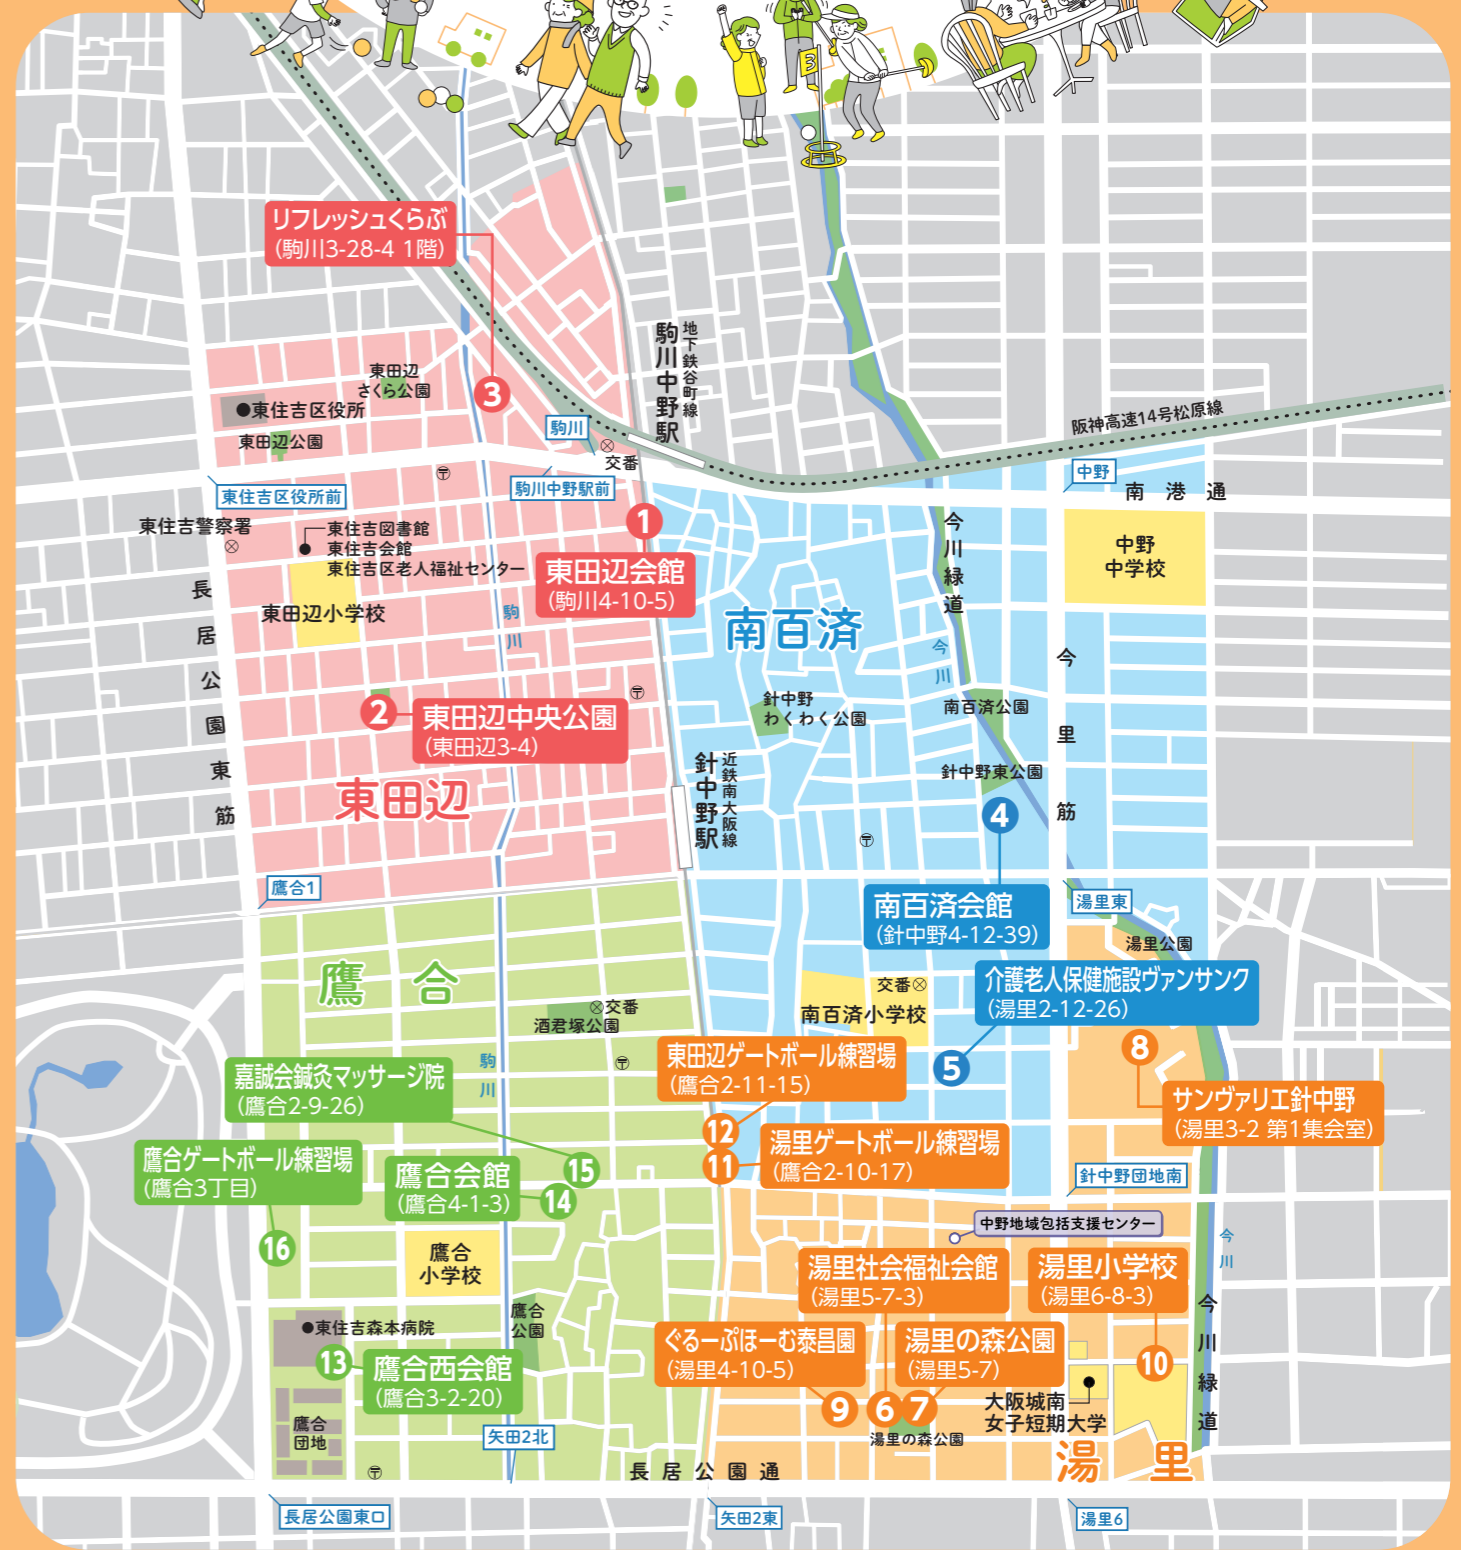 3
リフレッシュくらぶ
(駒川3-28-4 1階)
3
地下鉄谷町線
駒川中野駅
東田辺
さくら公園
●東住吉区役所
東田辺公園
駒川
交番
阪神高速14号松原線
東住吉区役所前
駒川中野駅前
中野
南港通
東住吉警察署
東住吉図書館
東住吉会館
東住吉区老人福祉センター
1
東田辺会館
(駒川4-10-5)
今川緑道
中野
中学校
長居公園東筋
東田辺小学校
駒川
南百済
今川
今里筋
2
東田辺中央公園
(東田辺3-4)
針中野
わくわく公園
南百済公園
東田辺
近鉄南大阪線
針中野駅
針中野東公園
4
鷹合1
南百済会館
(針中野4-12-39)
湯里東
湯里公園
鷹合
交番
酒君塚公園
交番
南百済小学校
介護老人保健施設ヴァンサンク
(湯里2-12-26)
5
8
サンヴァリエ針中野
(湯里3-2 第1集会室)
駒川
嘉誠会鍼灸マッサージ院
(鷹合2-9-26)
東田辺ゲートボール練習場
(鷹合2-11-15)
12
湯里ゲートボール練習場
(鷹合2-10-17)
11
鷹合ゲートボール練習場
(鷹合3丁目)
鷹合会館
(鷹合4-1-3)
15
14
16
針中野団地南
中野地域包括支援センター
今川
鷹合
小学校
湯里社会福祉会館
(湯里5-7-3)
湯里小学校
(湯里6-8-3)
今川緑道
鷹合
公園
●東住吉森本病院
13
鷹合西会館
(鷹合3-2-20)
ぐるーぷほーむ泰昌園
(湯里4-10-5)
湯里の森公園
(湯里5-7)
10
9
6
7
大阪城南
女子短期大学
湯里の森公園
鷹合
団地
矢田2北
長居公園通
湯里
長居公園東口
矢田2東
湯里6